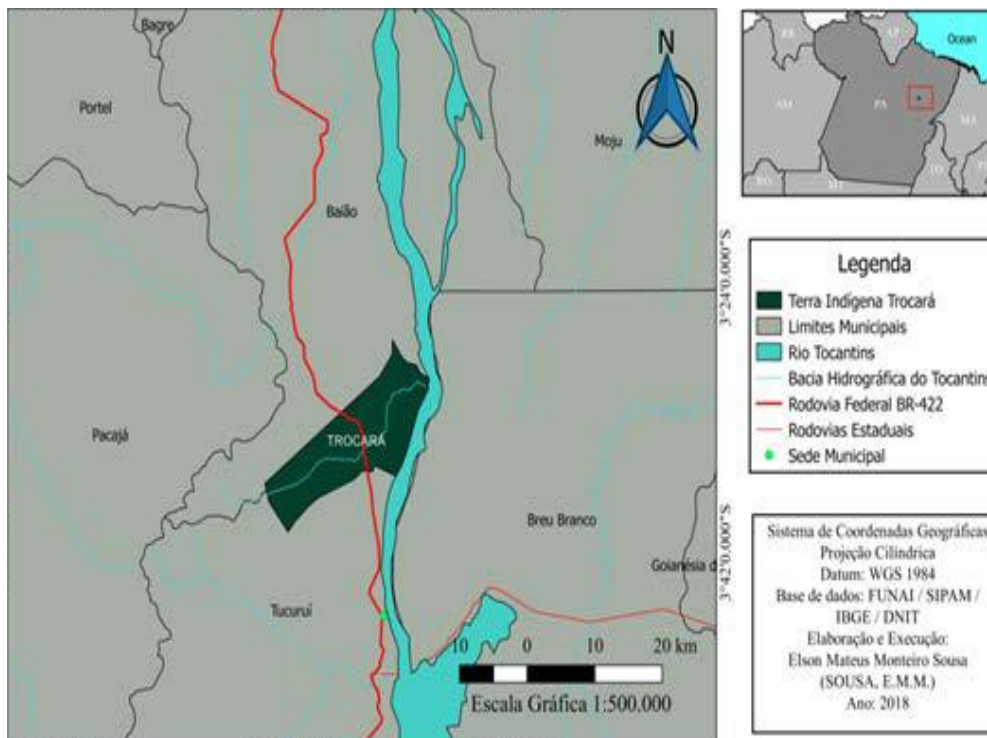 Bagre
Portel
Baião
Moju
N
Pacajá
TROCARÁ
Breu Branco
Goianésia d
Tucuruí
10 0 10 20 km
Escala Gráfica 1:500.000
3°24'0.000"S
3°42'0.000"S
RR
AP
Ocean
AM
PA
MA
TO
MT
Legenda
Terra Indígena Trocará
Limites Municipais
Rio Tocantins
Bacia Hidrográfica do Tocantins
Rodovia Federal BR-422
Rodovias Estaduais
Sede Municipal
Sistema de Coordenadas Geográficas
Projeção Cilíndrica
Datum: WGS 1984
Base de dados: FUNAI / SIPAM /
IBGE / DNIT
Elaboração e Execução:
Elson Mateus Monteiro Sousa
(SOUSA, E.M.M.)
Ano: 2018